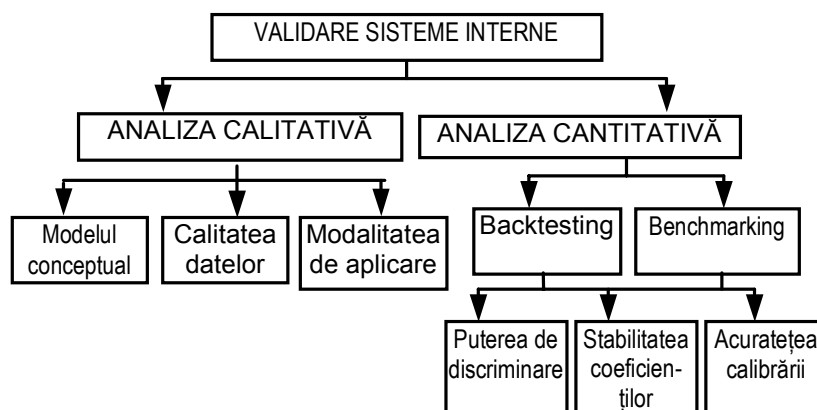 VALIDARE SISTEME INTERNE
ANALIZA CALITATIVĂ
ANALIZA CANTITATIVĂ
Modelul
conceptual
Calitatea
datelor
Modalitatea
de aplicare
Backtesting
Benchmarking
Puterea de
discriminare
Stabilitatea
coeficien-
ților
Acuratețea
calibrării